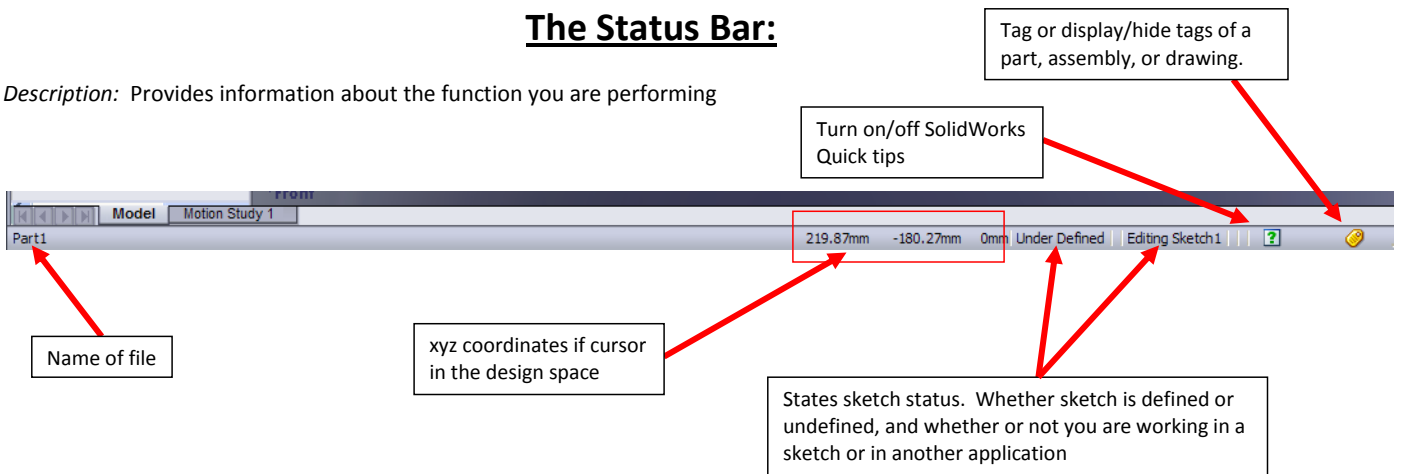 The Status Bar:
Tag or display/hide tags of a
part, assembly, or drawing.
Description: Provides information about the function you are performing
Turn on/off SolidWorks
Quick tips
*Front
Model Motion Study 1
Part1 219.87mm -180.27mm 0mm Under Defined Editing Sketch1 ?
Name of file
xyz coordinates if cursor
in the design space
States sketch status. Whether sketch is defined or
undefined, and whether or not you are working in a
sketch or in another application